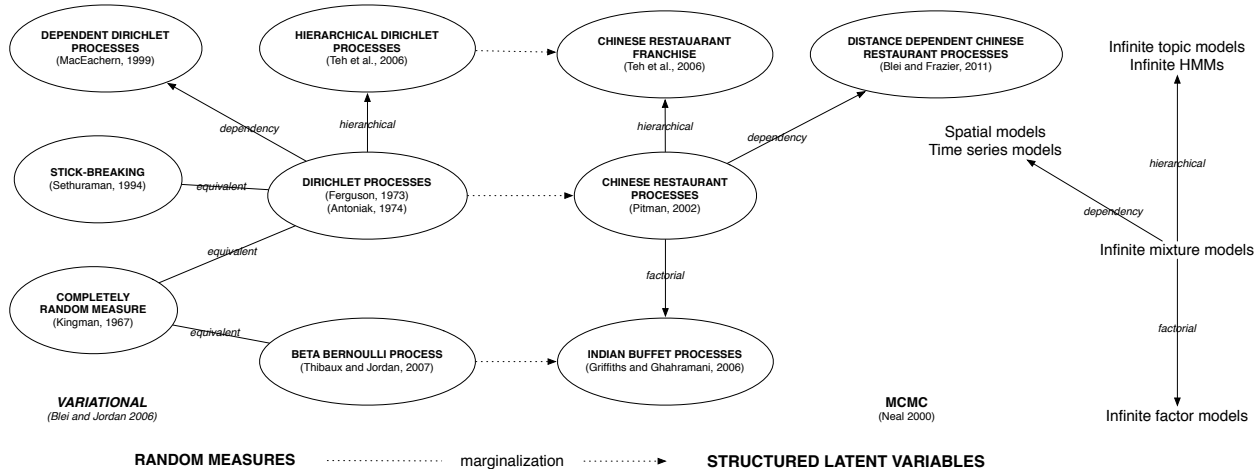 DEPENDENT DIRICHLET
PROCESSES
(MacEachern, 1999)
HIERARCHICAL DIRICHLET
PROCESSES
(Teh et al., 2006)
CHINESE RESTAUARANT
FRANCHISE
(Teh et al., 2006)
DISTANCE DEPENDENT CHINESE
RESTAURANT PROCESSES
(Blei and Frazier, 2011)
Infinite topic models
Infinite HMMs
dependency
hierarchical
hierarchical
dependency
Spatial models
Time series models
hierarchical
STICK-BREAKING
(Sethuraman, 1994)
equivalent
DIRICHLET PROCESSES
(Ferguson, 1973)
(Antoniak, 1974)
CHINESE RESTAURANT
PROCESSES
(Pitman, 2002)
dependency
equivalent
Infinite mixture models
COMPLETELY
RANDOM MEASURE
(Kingman, 1967)
factorial
factorial
equivalent
BETA BERNOULLI PROCESS
(Thibaux and Jordan, 2007)
INDIAN BUFFET PROCESSES
(Griffiths and Ghahramani, 2006)
VARIATIONAL
(Blei and Jordan 2006)
MCMC
(Neal 2000)
Infinite factor models
RANDOM MEASURES
marginalization
STRUCTURED LATENT VARIABLES